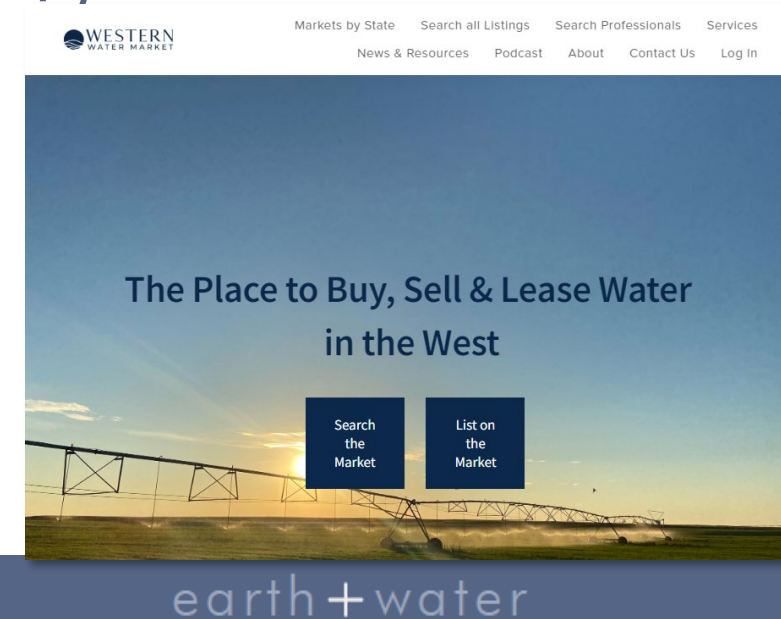 WESTERN
WATER MARKET
Markets by State Search all Listings Search Professionals Services
News & Resources Podcast About Contact Us Log In
The Place to Buy, Sell & Lease Water
in the West
Search
the
Market
List on
the
Market
earth+water